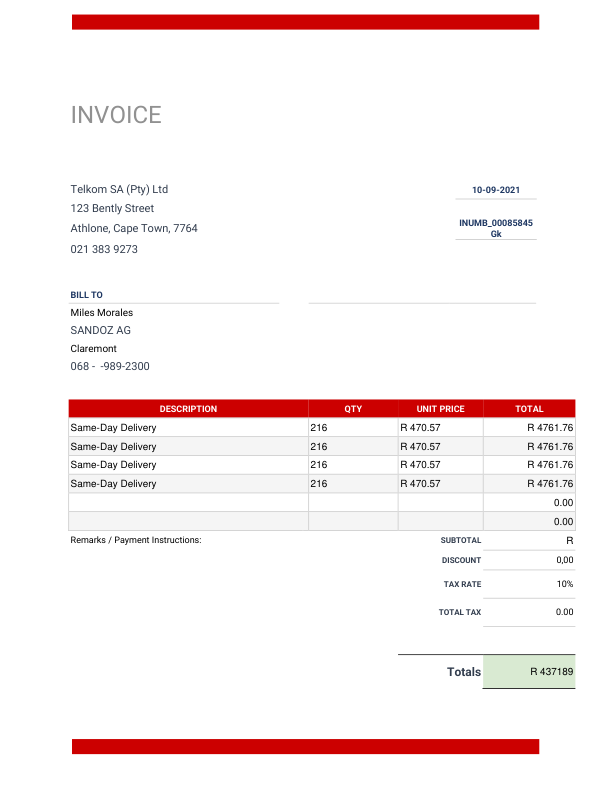 INVOICE
Telkom SA (Pty) Ltd
10-09-2021
123 Bently Street
Athlone, Cape Town, 7764
INUMB_00085845
Gk
021 383 9273
BILL TO
Miles Morales
SANDOZ AG
Claremont
068 -  -989-2300
DESCRIPTION QTY UNIT PRICE TOTAL
Same-Day Delivery 216 R 470.57 R 4761.76
Same-Day Delivery 216 R 470.57 R 4761.76
Same-Day Delivery 216 R 470.57 R 4761.76
Same-Day Delivery 216 R 470.57 R 4761.76
0.00
0.00
Remarks / Payment Instructions: SUBTOTAL R
DISCOUNT 0,00
TAX RATE 10%
TOTAL TAX 0.00
Totals R 437189